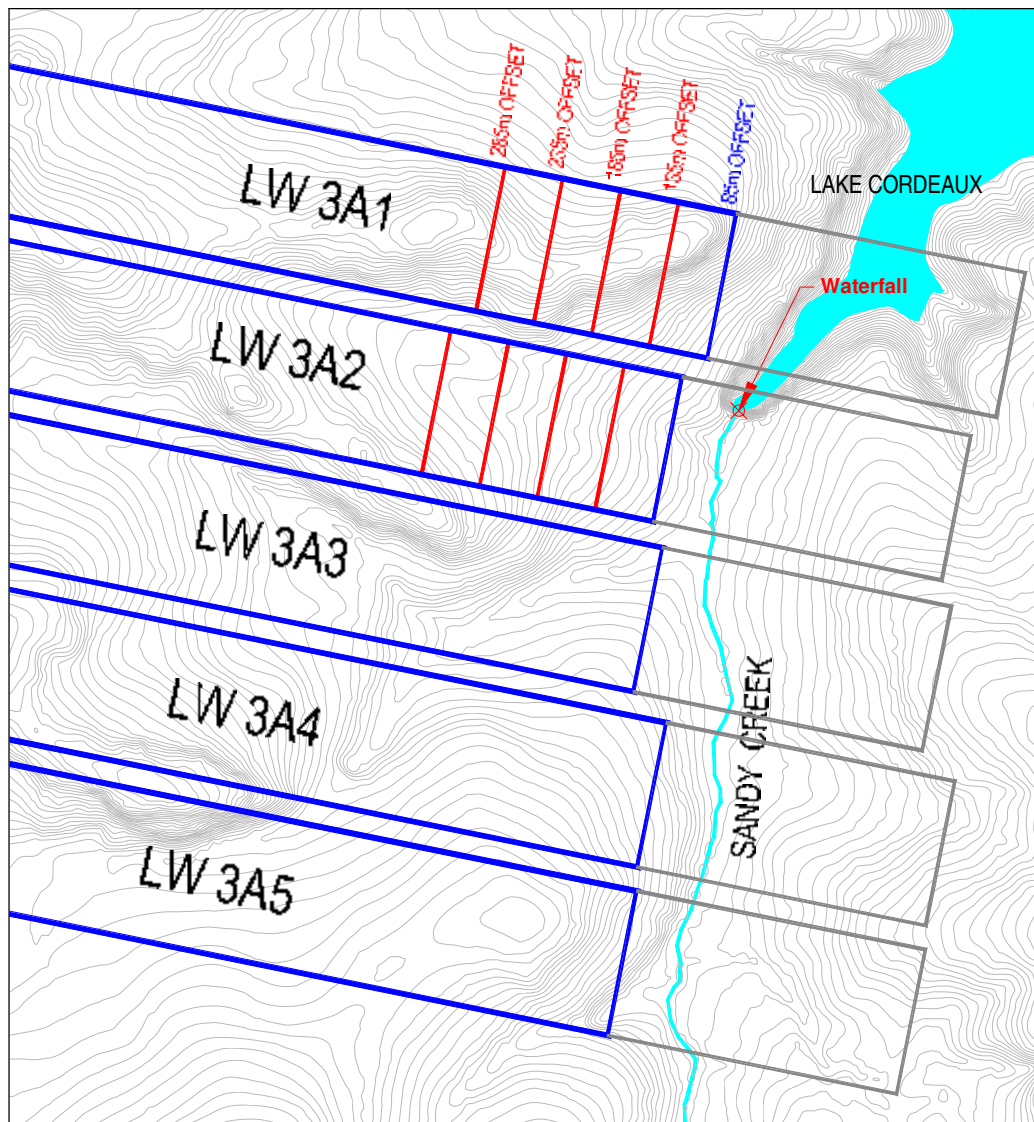 285m OFFSET
235m OFFSET
185m OFFSET
135m OFFSET
85m OFFSET
LAKE CORDEAUX
LW 3A1
Waterfall
LW 3A2
LW 3A3
LW 3A4
SANDY CREEK
LW 3A5